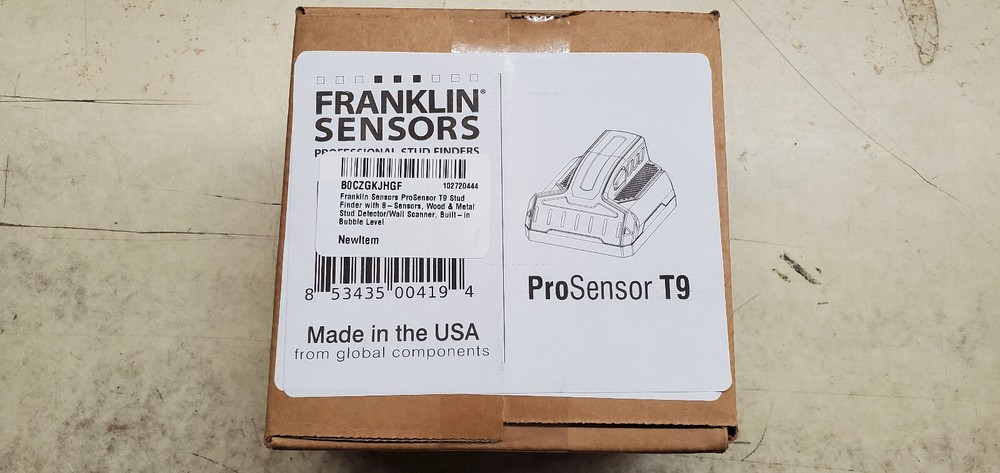 FRANKLIN®
SENSORS
PROFESSIONAL STUD FINDERS
B0CZGKJHGF 102720444
Franklin Sensors ProSensor T9 Stud
Finder with 8-Sensors, Wood & Metal
Stud Detector/Wall Scanner, Built-in
Bubble Level
NewItem
8 53435 00419 4
Made in the USA
from global components
ProSensor T9